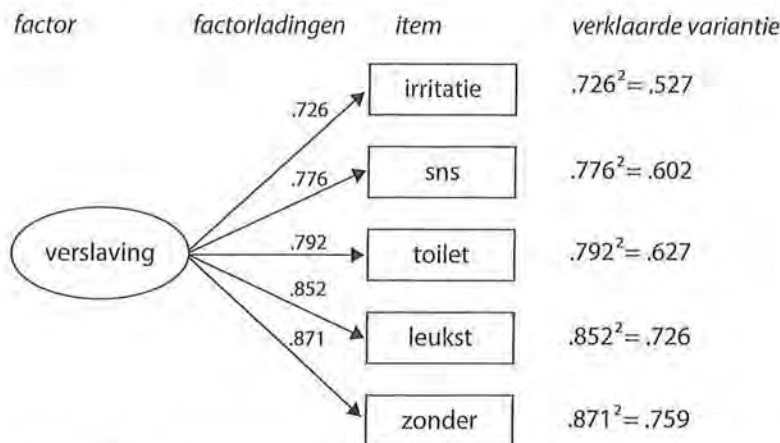 factor factorladingen item verklaarde variantie
.726 irritatie .726² = .527
.776 sns .776² = .602
verslaving .792 toilet .792² = .627
.852 leukst .852² = .726
.871 zonder .871² = .759